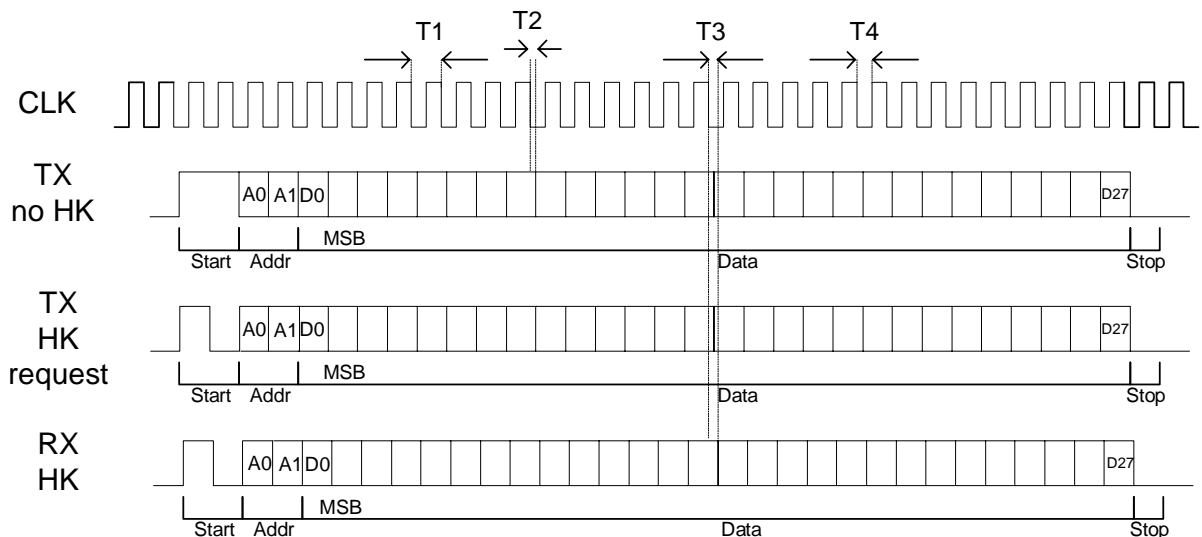 T1 T2 T3 T4
CLK
TX
no HK
A0 A1 D0 D27
MSB
Start Addr Data Stop
TX
HK
request
A0 A1 D0 D27
MSB
Start Addr Data Stop
RX
HK
A0 A1 D0 D27
MSB
Start Addr Data Stop